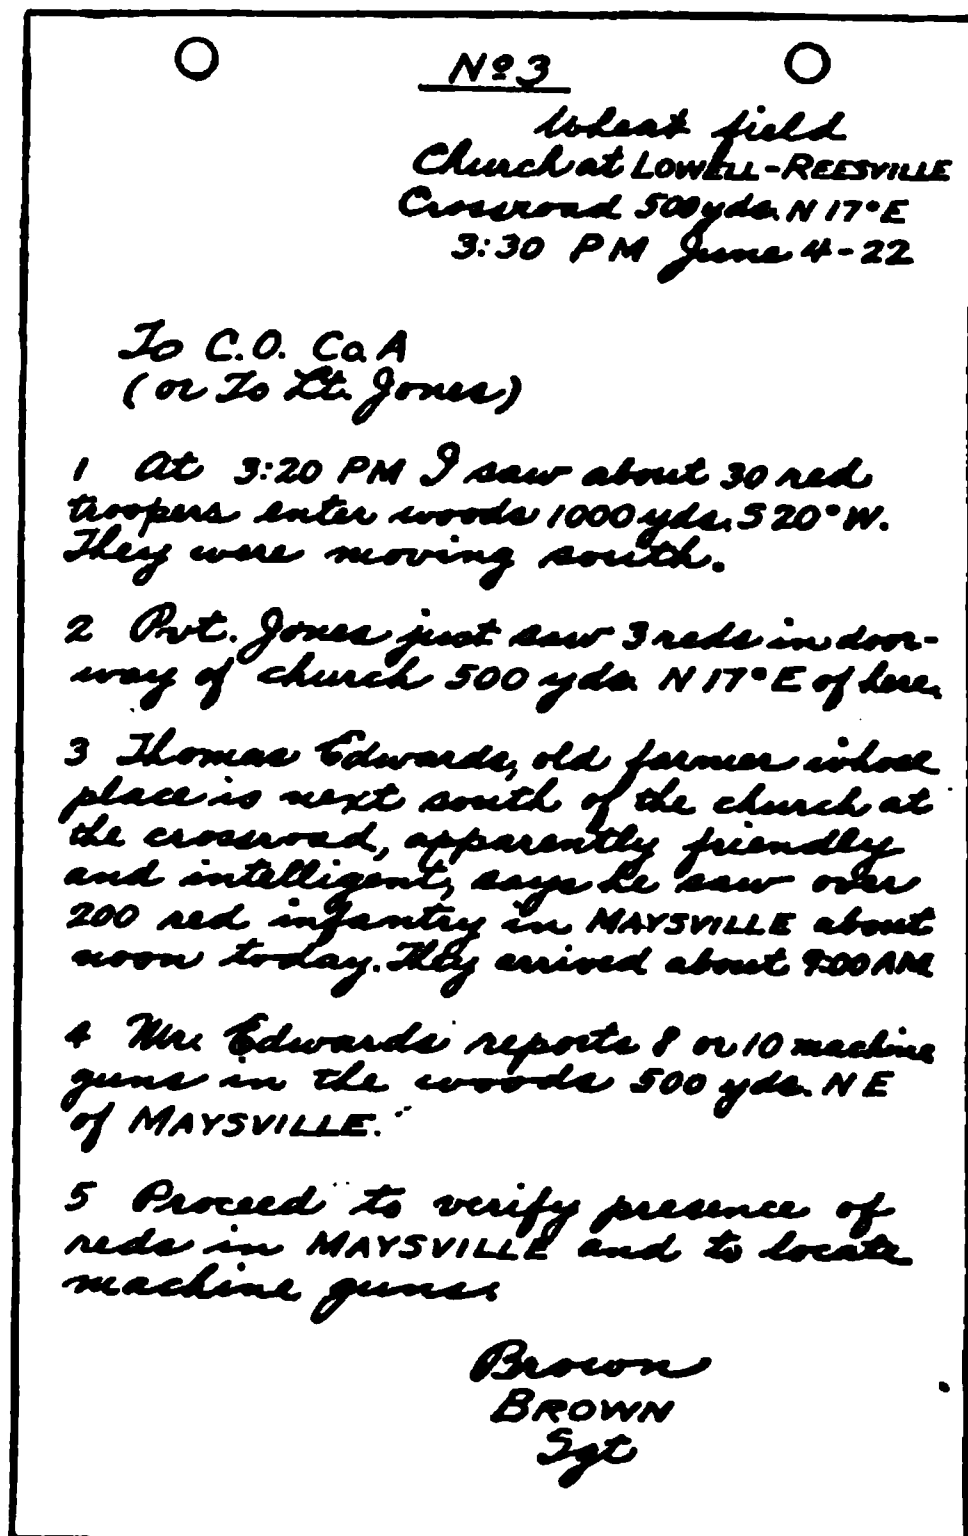 Nº 3
Wheat field
Church at LOWELL-REESVILLE
Crossroad 500 yds. N 17° E
3:30 PM June 4-22
To C.O. Co. A
(or To Lt. Jones)
1 At 3:20 PM I saw about 30 red
troopers enter woods 1000 yds. S 20° W.
They were moving south.
2 Pvt. Jones just saw 3 reds in door-
way of church 500 yds. N 17° E of here.
3 Thomas Edwards, old farmer whose
place is next south of the church at
the crossroad, apparently friendly
and intelligent, says he saw over
200 red infantry in MAYSVILLE about
noon today. They arrived about 9:00 AM
4 Mr. Edwards reports 8 or 10 machine
guns in the woods 500 yds. NE
of MAYSVILLE.
5 Proceed to verify presence of
reds in MAYSVILLE and to locate
machine guns.
Brown
BROWN
Sgt